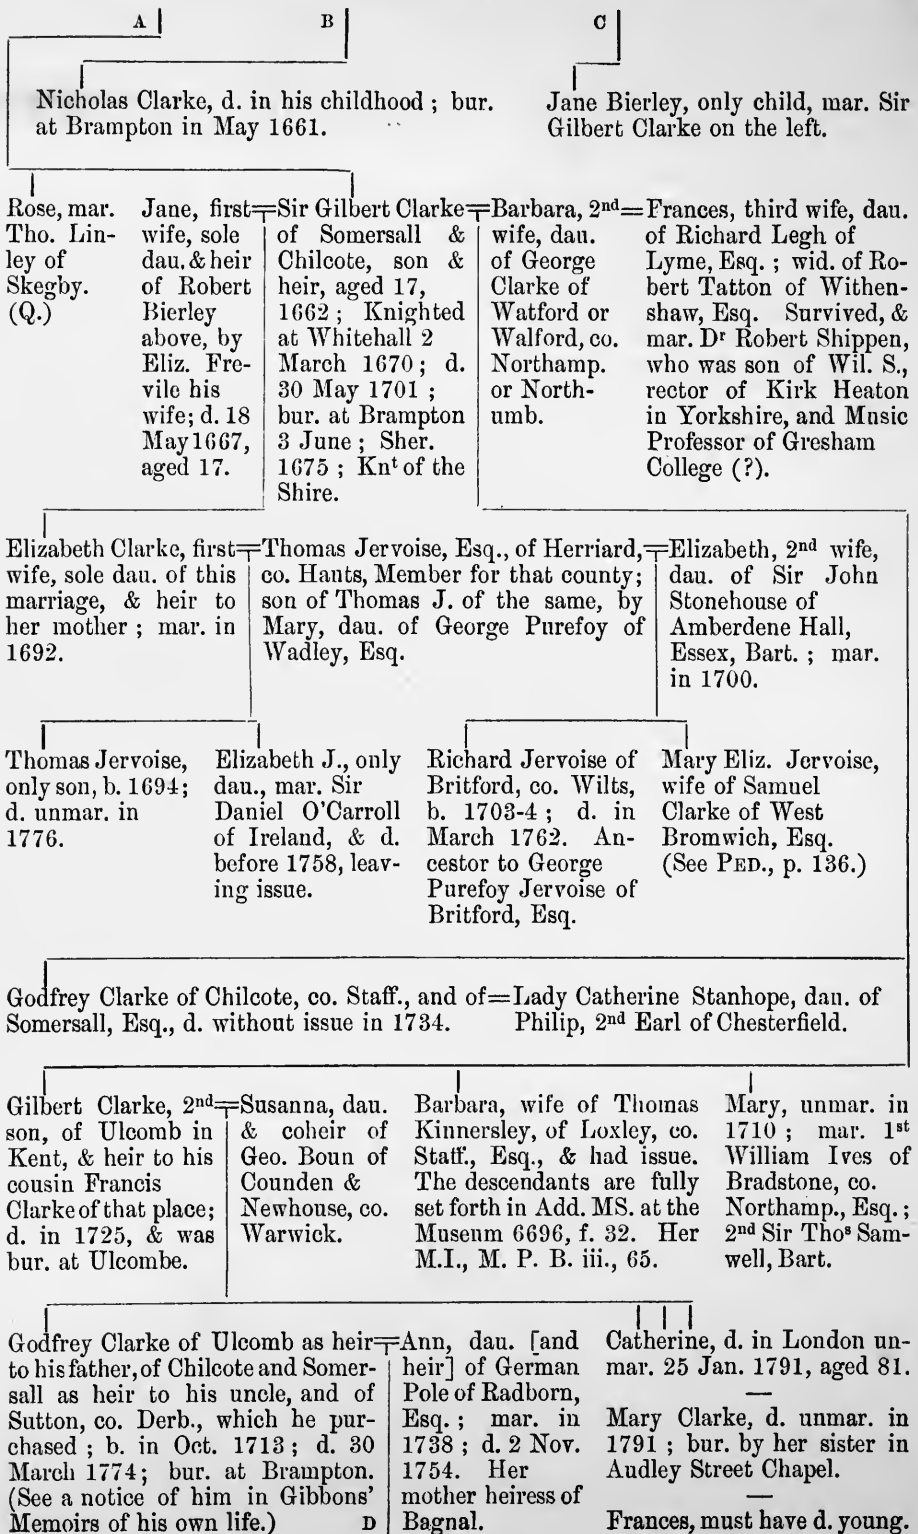 A B C
Nicholas Clarke, d. in his childhood ; bur.
at Brampton in May 1661.
Jane Bierley, only child, mar. Sir
Gilbert Clarke on the left.
Rose, mar.
Tho. Lin-
ley of
Skegby.
(Q.)
Jane, first
wife, sole
dau. & heir
of Robert
Bierley
above, by
Eliz. Fre-
vile his
wife; d. 18
May 1667,
aged 17.
Sir Gilbert Clarke
of Somersall &
Chilcote, son &
heir, aged 17,
1662 ; Knighted
at Whitehall 2
March 1670 ; d.
30 May 1701 ;
bur. at Brampton
3 June ; Sher.
1675 ; Knt of the
Shire.
Barbara, 2nd
wife, dau.
of George
Clarke of
Watford or
Walford, co.
Northamp.
or North-
umb.
Frances, third wife, dau.
of Richard Legh of
Lyme, Esq. ; wid. of Ro-
bert Tatton of Withen-
shaw, Esq. Survived, &
mar. Dr Robert Shippen,
who was son of Wil. S.,
rector of Kirk Heaton
in Yorkshire, and Music
Professor of Gresham
College (?).
Elizabeth Clarke, first
wife, sole dau. of this
marriage, & heir to
her mother ; mar. in
1692.
Thomas Jervoise, Esq., of Herriard,
co. Hants, Member for that county;
son of Thomas J. of the same, by
Mary, dau. of George Purefoy of
Wadley, Esq.
Elizabeth, 2nd wife,
dau. of Sir John
Stonehouse of
Amberdene Hall,
Essex, Bart. ; mar.
in 1700.
Thomas Jervoise,
only son, b. 1694;
d. unmar. in
1776.
Elizabeth J., only
dau., mar. Sir
Daniel O'Carroll
of Ireland, & d.
before 1758, leav-
ing issue.
Richard Jervoise of
Britford, co. Wilts,
b. 1703-4 ; d. in
March 1762. An-
cestor to George
Purefoy Jervoise of
Britford, Esq.
Mary Eliz. Jervoise,
wife of Samuel
Clarke of West
Bromwich, Esq.
(See PED., p. 136.)
Godfrey Clarke of Chilcote, co. Staff., and of
Somersall, Esq., d. without issue in 1734.
Lady Catherine Stanhope, dau. of
Philip, 2nd Earl of Chesterfield.
Gilbert Clarke, 2nd
son, of Ulcomb in
Kent, & heir to his
cousin Francis
Clarke of that place;
d. in 1725, & was
bur. at Ulcombe.
Susanna, dau.
& coheir of
Geo. Boun of
Counden &
Newhouse, co.
Warwick.
Barbara, wife of Thomas
Kinnersley, of Loxley, co.
Staff., Esq., & had issue.
The descendants are fully
set forth in Add. MS. at the
Museum 6696, f. 32. Her
M.I., M. P. B. iii., 65.
Mary, unmar. in
1710 ; mar. 1st
William Ives of
Bradstone, co.
Northamp., Esq. ;
2nd Sir Thos Sam-
well, Bart.
Godfrey Clarke of Ulcomb as heir
to his father, of Chilcote and Somer-
sall as heir to his uncle, and of
Sutton, co. Derb., which he pur-
chased ; b. in Oct. 1713 ; d. 30
March 1774; bur. at Brampton.
(See a notice of him in Gibbons'
Memoirs of his own life.) D
Ann, dau. [and
heir] of German
Pole of Radborn,
Esq. ; mar. in
1738 ; d. 2 Nov.
1754. Her
mother heiress of
Bagnal.
Catherine, d. in London un-
mar. 25 Jan. 1791, aged 81.
—
Mary Clarke, d. unmar. in
1791 ; bur. by her sister in
Audley Street Chapel.
—
Frances, must have d. young.